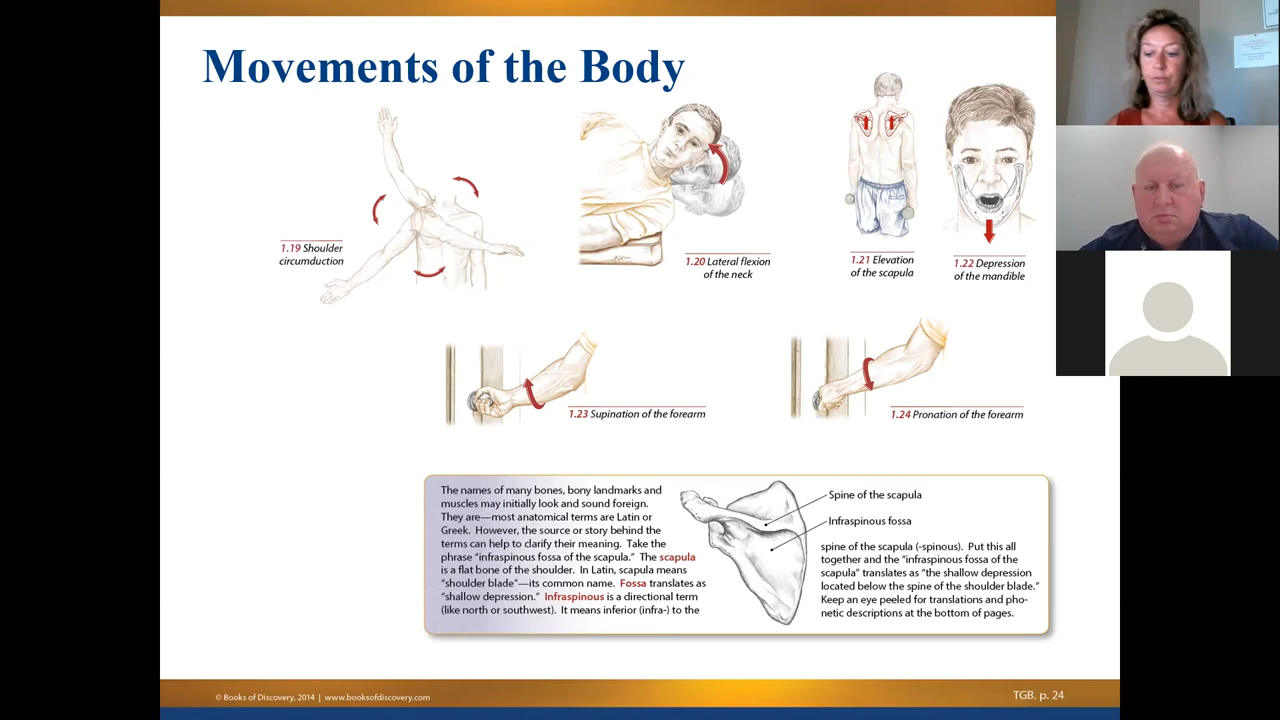 Movements of the Body
1.19 Shoulder
circumduction
1.20 Lateral flexion
of the neck
1.21 Elevation
of the scapula
1.22 Depression
of the mandible
1.23 Supination of the forearm
1.24 Pronation of the forearm
The names of many bones, bony landmarks and
muscles may initially look and sound foreign.
They are—most anatomical terms are Latin or
Greek. However, the source or story behind the
terms can help to clarify their meaning. Take the
phrase “infraspinous fossa of the scapula.” The scapula
is a flat bone of the shoulder. In Latin, scapula means
“shoulder blade”—its common name. Fossa translates as
“shallow depression.” Infraspinous is a directional term
(like north or southwest). It means inferior (infra-) to the
Spine of the scapula
Infraspinous fossa
spine of the scapula (-spinous). Put this all
together and the “infraspinous fossa of the
scapula” translates as “the shallow depression
located below the spine of the shoulder blade.”
Keep an eye peeled for translations and pho-
netic descriptions at the bottom of pages.
© Books of Discovery, 2014 | www.booksofdiscovery.com
TGB. p. 24